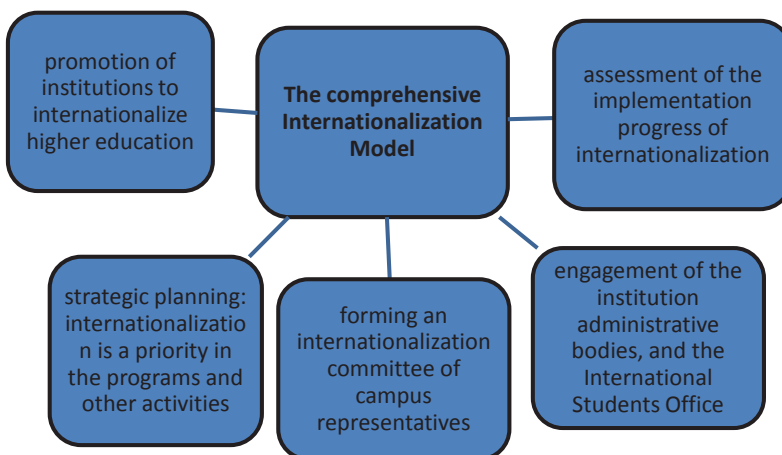 promotion of
institutions to
internationalize
higher education
The comprehensive
Internationalization
Model
assessment of the
implementation
progress of
internationalization
strategic planning:
internationalizatio
n is a priority in
the programs and
other activities
forming an
internationalization
committee of
campus
representatives
engagement of the
institution
administrative
bodies, and the
International
Students Office